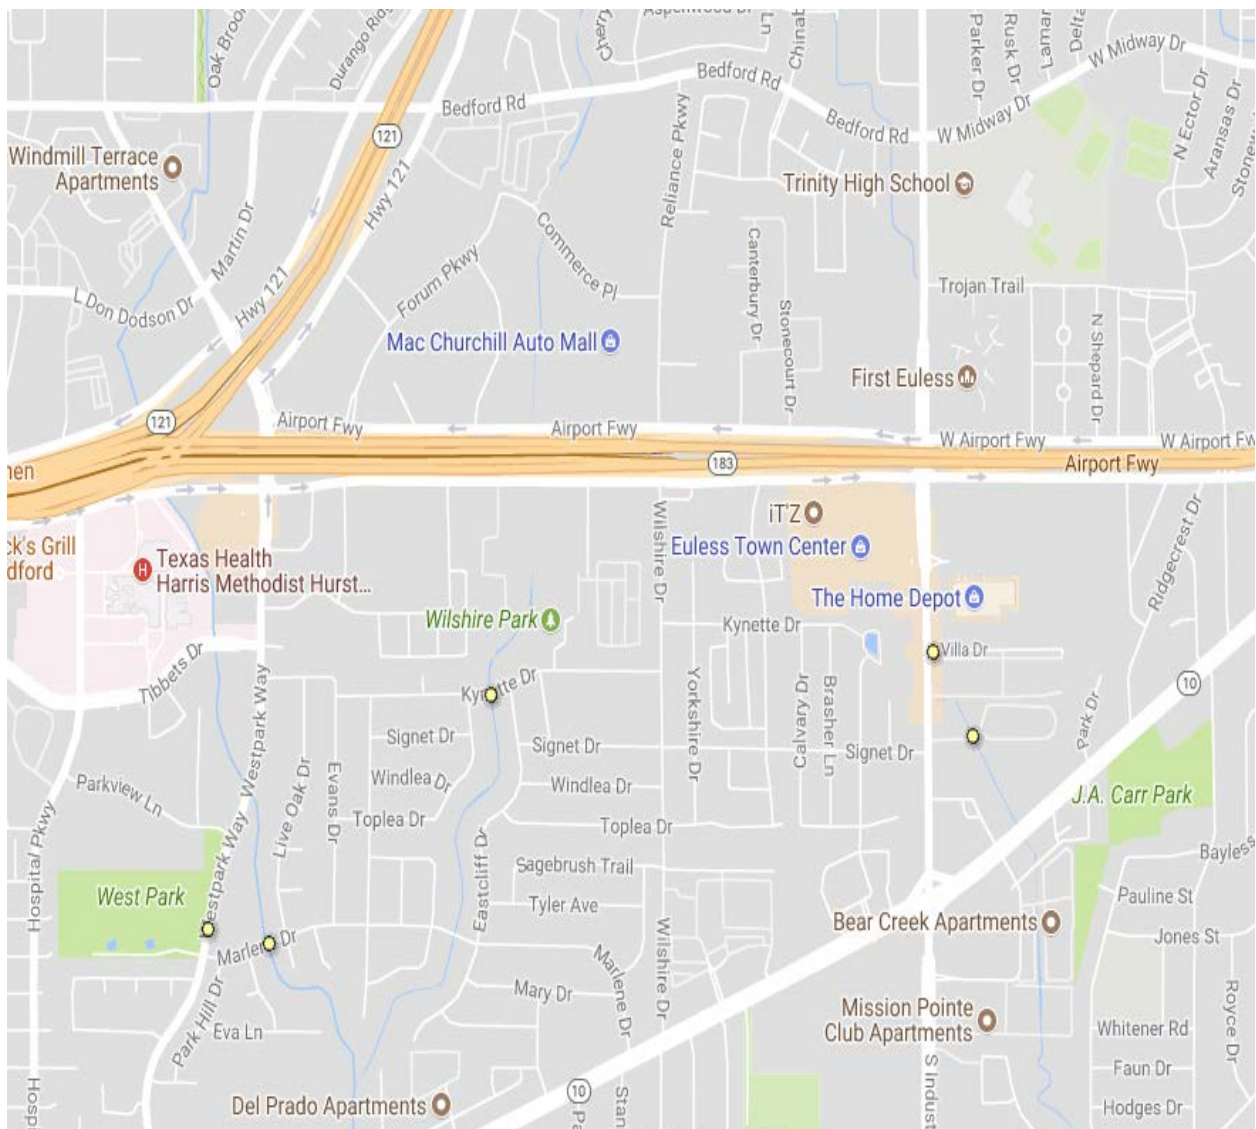 Oak Broo
Durango Ridg
Cherry
Aspenwood Dr
Ln
Chinab
Parker Dr
Rusk Dr
Lamar
Delta
W Midway Dr
Bedford Rd
121
Bedford Rd
Bedford Rd
W Midway Dr
N Ector Dr
Aransas Dr
Stoney
Windmill Terrace
Apartments
Reliance Pkwy
Trinity High School
Martin Dr
Hwy 121
Hwy 121
Forum Pkwy
Commerce Pl
Canterbury Dr
Stonecourt Dr
Trojan Trail
L Don Dodson Dr
Mac Churchill Auto Mall
N Shepard Dr
First Euless
121
Airport Fwy
Airport Fwy
W Airport Fwy
W Airport Fw
183
Airport Fwy
nen
ck's Grill
dford
H
Texas Health
Harris Methodist Hurst...
iT'Z
Euless Town Center
Wilshire Dr
Ridgecrest Dr
The Home Depot
Wilshire Park
Kynette Dr
Villa Dr
Tibbets Dr
Westpark Way
Kynette Dr
Yorkshire Dr
Calvary Dr
Brasher Ln
Park Dr
10
Signet Dr
Signet Dr
Signet Dr
Parkview Ln
Live Oak Dr
Evans Dr
Windlea Dr
Windlea Dr
J.A. Carr Park
Toplea Dr
Toplea Dr
Hospital Pkwy
Westpark Way
Eastcliff Dr
Sagebrush Trail
Bayless
West Park
Tyler Ave
Pauline St
Bear Creek Apartments
Jones St
Marlene Dr
Wilshire Dr
Marlene Dr
Park Hill Dr
Mary Dr
Royce Dr
Mission Pointe
Club Apartments
Eva Ln
Whitener Rd
Faun Dr
S Indust
Hodges Dr
10
Del Prado Apartments
Stan
Pa
Hudson